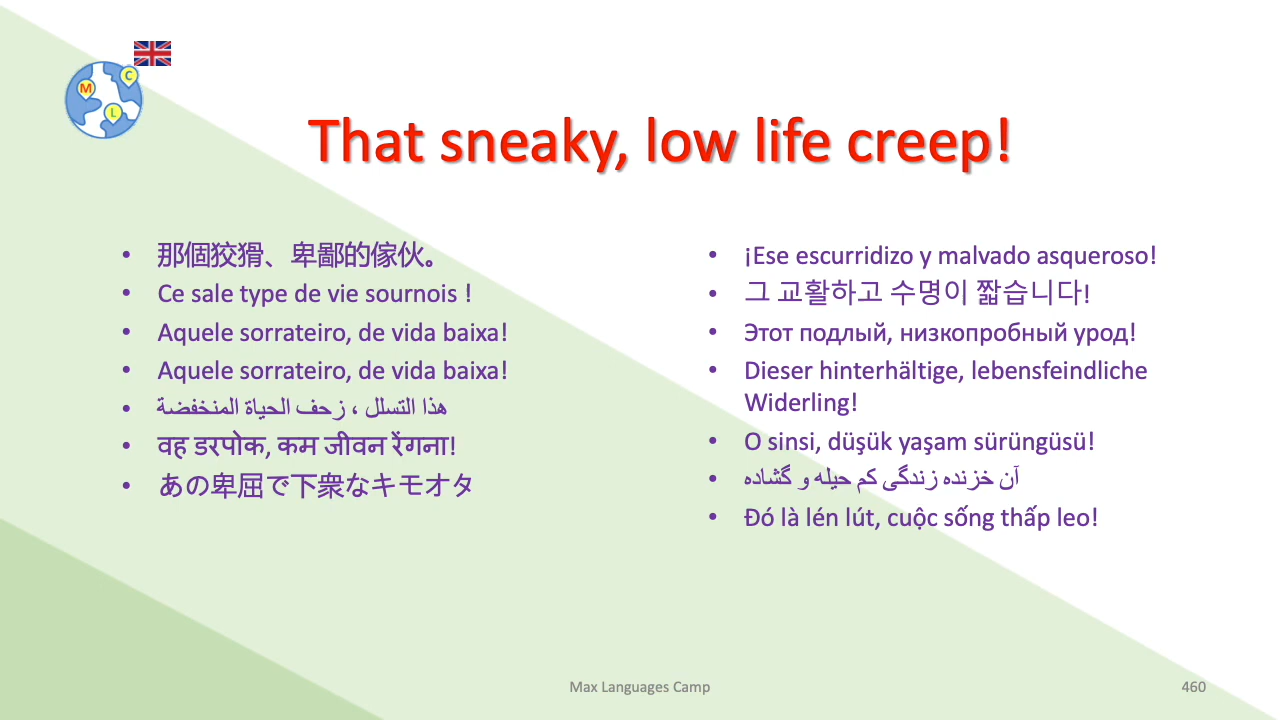 M
C
L
That sneaky, low life creep!
那個狡猾、卑鄙的傢伙。
Ce sale type de vie sournois !
Aquele sorrateiro, de vida baixa!
Aquele sorrateiro, de vida baixa!
هذا التسلل ، زحف الحياة المنخفضة
वह डरपोक, कम जीवन रेंगना!
あの卑屈で下衆なキモオタ
¡Ese escurridizo y malvado asqueroso!
그 교활하고 수명이 짧습니다!
Этот подлый, низкопробный урод!
Dieser hinterhältige, lebensfeindliche
Widerling!
O sinsi, düşük yaşam sürüngüsü!
آن خزنده زندگی کم حیله و گشاده
Đó là lén lút, cuộc sống thấp leo!
Max Languages Camp
460